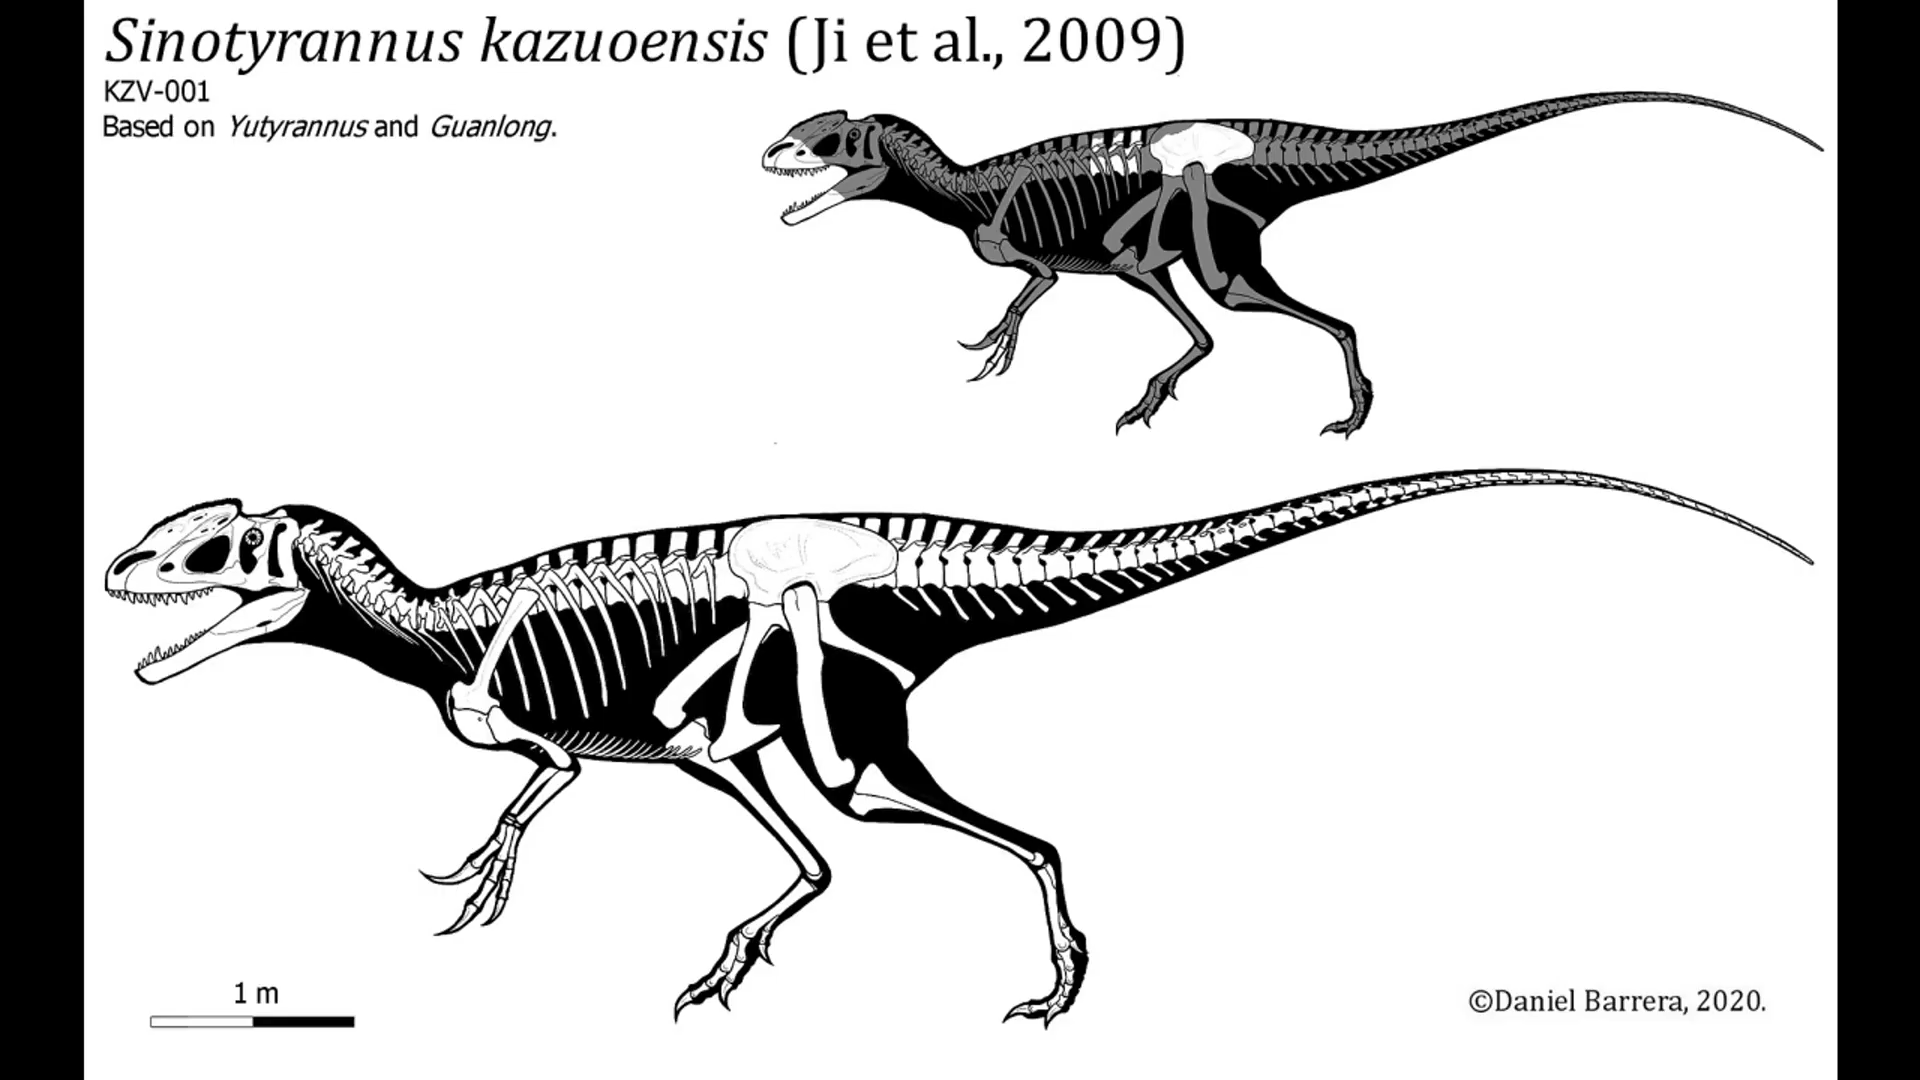 Sinotyrannus kazuoensis (Ji et al., 2009)
KZV-001
Based on Yutyrannus and Guanlong.
1 m
©Daniel Barrera, 2020.